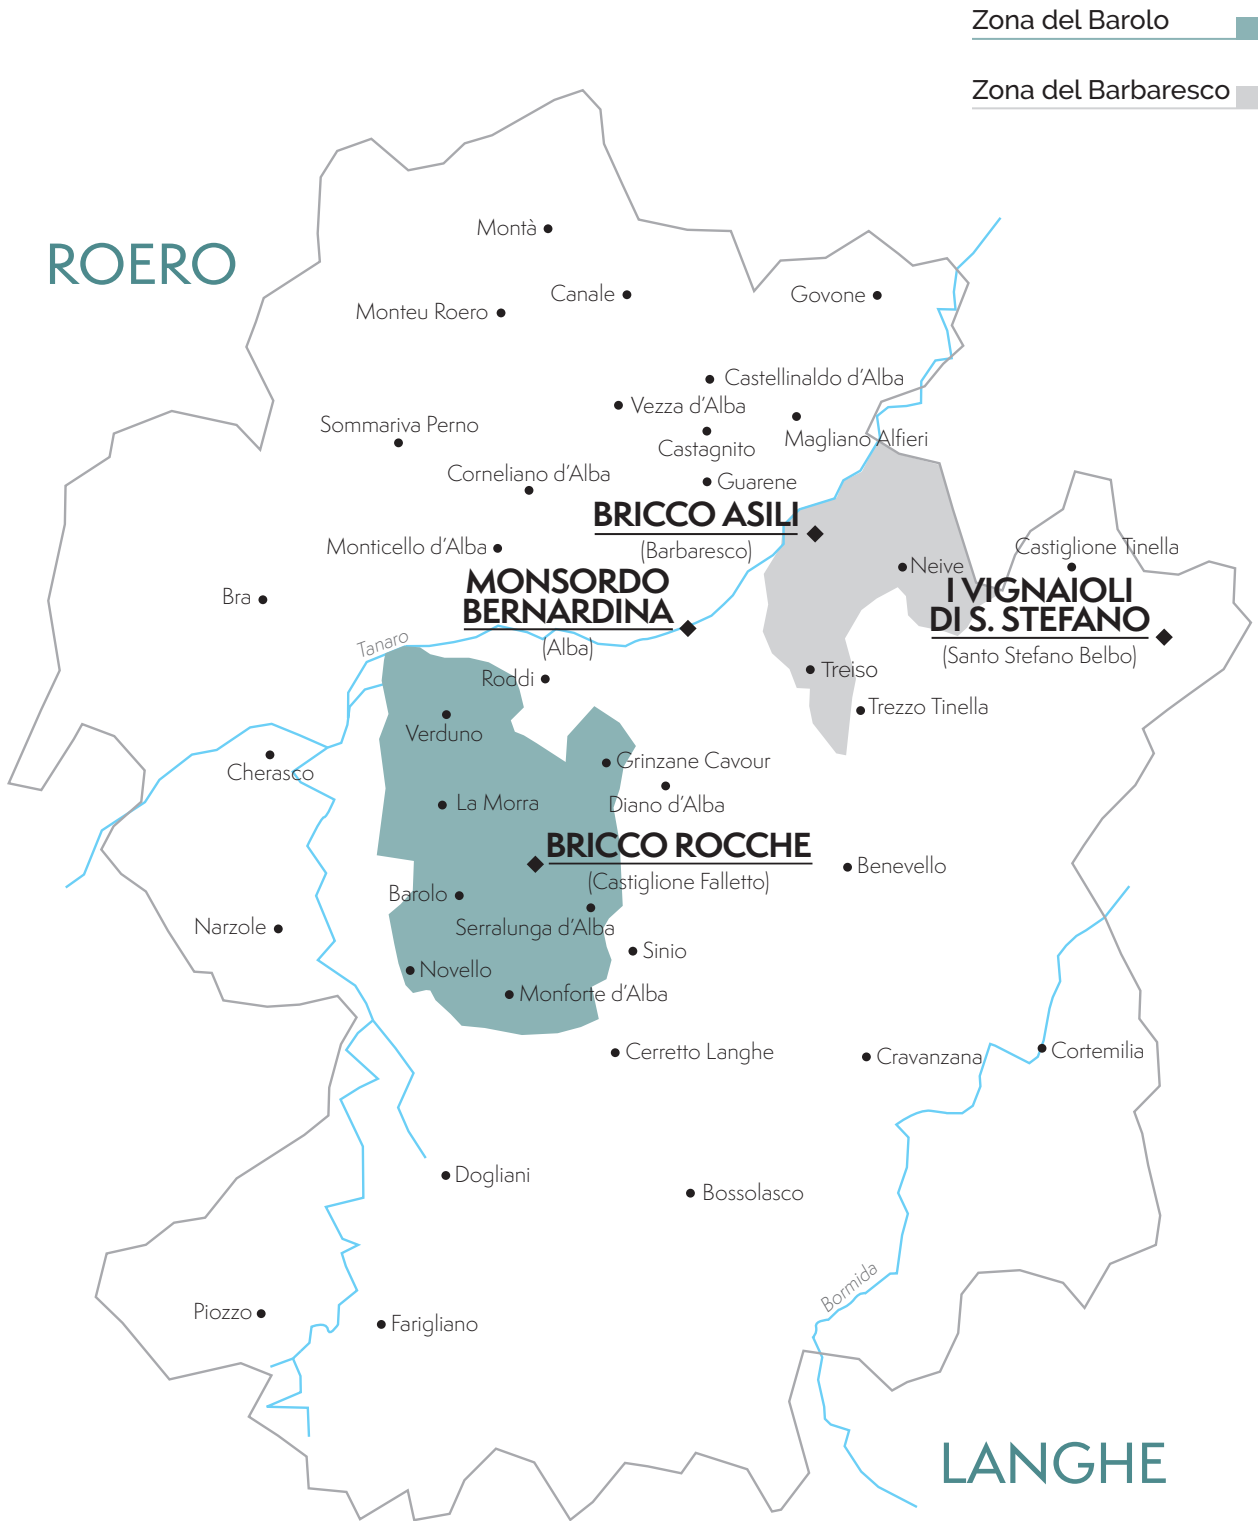 Zona del Barolo
Zona del Barbaresco
ROERO
Montà
Canale
Govone
Monteu Roero
Castellinaldo d'Alba
Vezza d'Alba
Sommariva Perno
Magliano Alfieri
Castagnito
Corneliano d'Alba
Guarene
BRICCO ASILI
(Barbaresco)
Monticello d'Alba
Castiglione Tinella
Neive
MONSORDO
BERNARDINA
(Alba)
I VIGNAIOLI
DI S. STEFANO
(Santo Stefano Belbo)
Bra
Tanaro
Roddi
Treiso
Trezzo Tinella
Verduno
Grinzane Cavour
Cherasco
Diano d'Alba
La Morra
BRICCO ROCCHE
(Castiglione Falletto)
Benevello
Barolo
Narzole
Serralunga d'Alba
Sinio
Novello
Monforte d'Alba
Cerretto Langhe
Cravanzana
Cortemilia
Dogliani
Bossolasco
Bormida
Piozzo
Farigliano
LANGHE